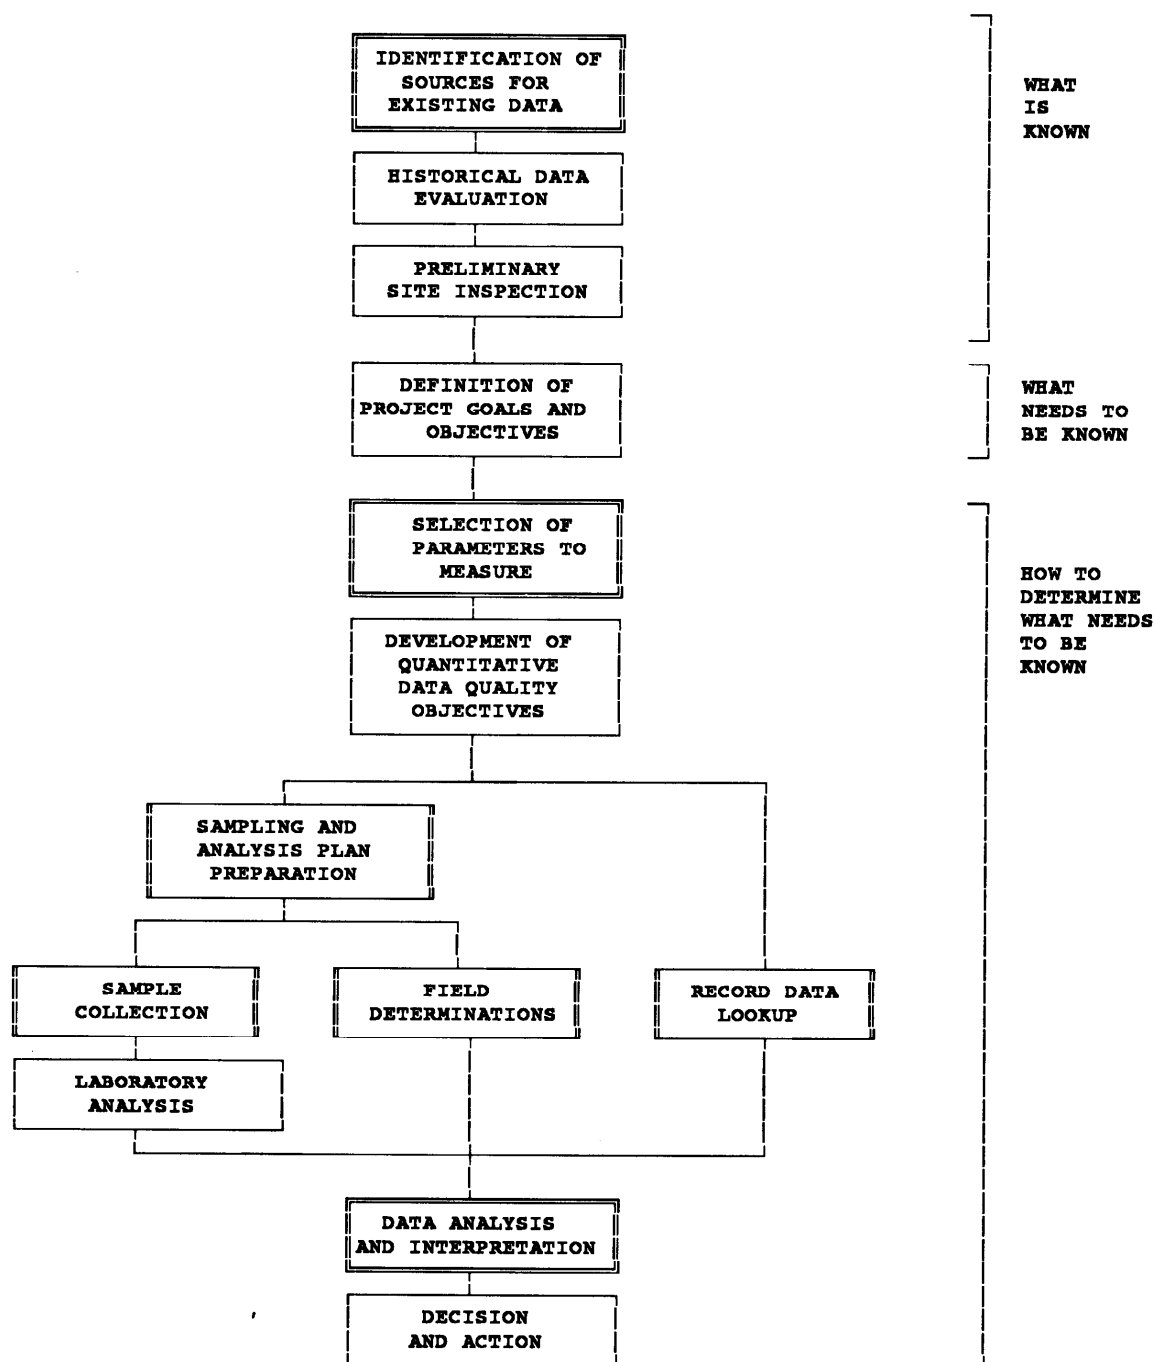 IDENTIFICATION OF
SOURCES FOR
EXISTING DATA
WHAT
IS
KNOWN
HISTORICAL DATA
EVALUATION
PRELIMINARY
SITE INSPECTION
DEFINITION OF
PROJECT GOALS AND
OBJECTIVES
WHAT
NEEDS TO
BE KNOWN
SELECTION OF
PARAMETERS TO
MEASURE
HOW TO
DETERMINE
WHAT NEEDS
TO BE
KNOWN
DEVELOPMENT OF
QUANTITATIVE
DATA QUALITY
OBJECTIVES
SAMPLING AND
ANALYSIS PLAN
PREPARATION
SAMPLE
COLLECTION
FIELD
DETERMINATIONS
RECORD DATA
LOOKUP
LABORATORY
ANALYSIS
DATA ANALYSIS
AND INTERPRETATION
DECISION
AND ACTION